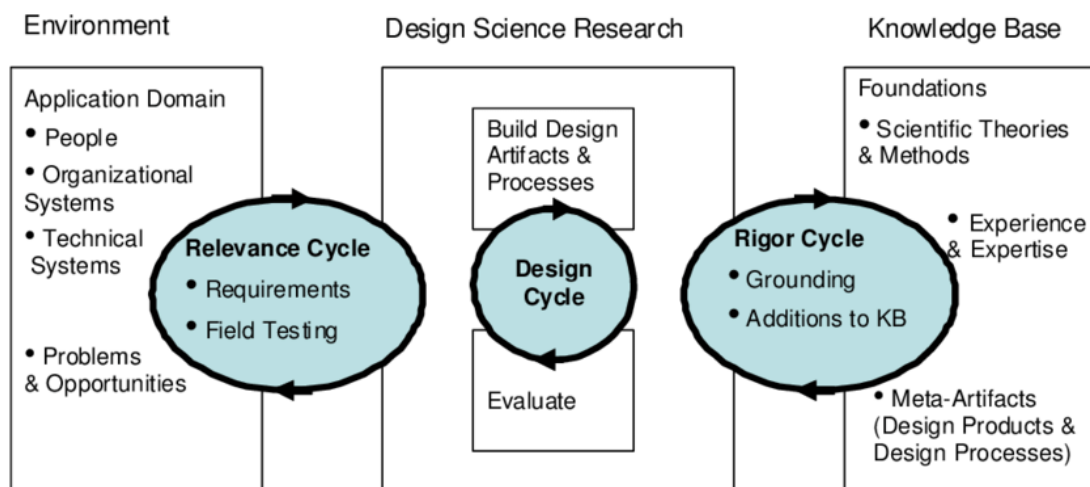 Environment
Design Science Research
Knowledge Base
Application Domain
• People
• Organizational
Systems
• Technical
Systems
• Problems
& Opportunities
Relevance Cycle
• Requirements
• Field Testing
Build Design
Artifacts &
Processes
Design
Cycle
Evaluate
Rigor Cycle
• Grounding
• Additions to KB
Foundations
• Scientific Theories
& Methods
• Experience
& Expertise
• Meta-Artifacts
(Design Products &
Design Processes)